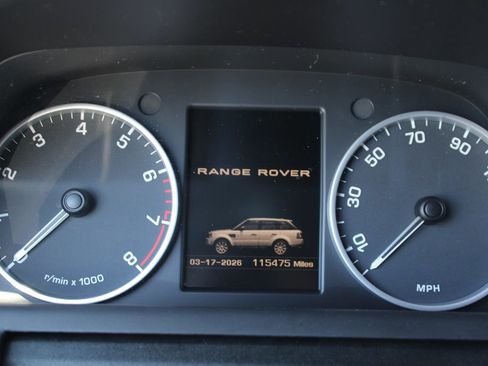 2 3 4 5 6 7 8
r/min x 1000
RANGE ROVER
03-17-2026 115475 Miles
10 30 50 70 90
MPH